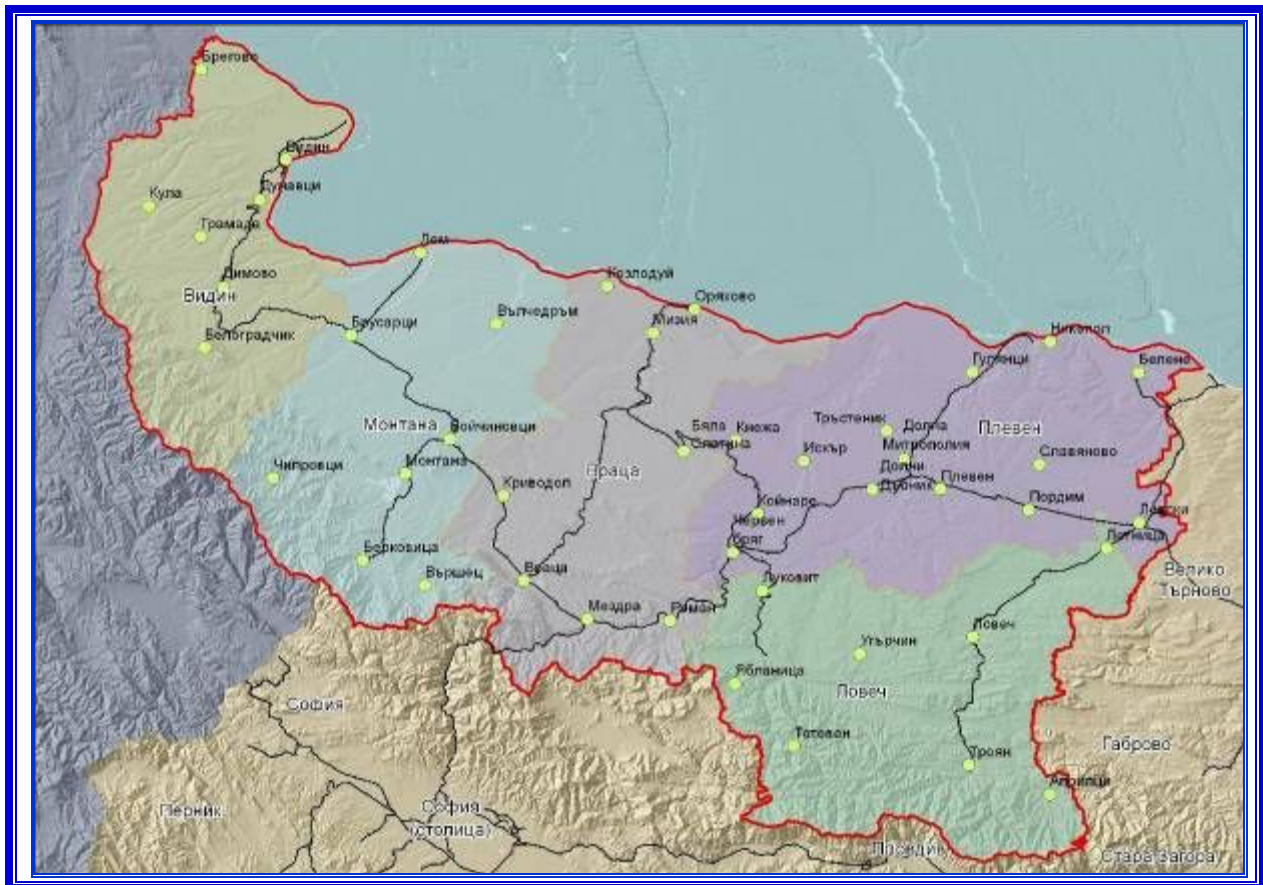 Брегово
Видин
Дунавци
Кула
Грамада
Димово
Видин
Белоградчик
Лом
Брусарци
Вълчедръм
Козлодуй
Оряхово
Мизия
Никопол
Гулянци
Белене
Монтана
Бойчиновци
Чипровци
Монтана
Враца
Бяла
Слатина
Кнежа
Тръстеник
Долна
Митрополия
Плевен
Искър
Славяново
Долни
Дъбник
Плевен
Криводол
Койнаре
Пордим
Червен
бряг
Левски
Летница
Берковица
Вършец
Враца
Луковит
Велико
Търново
Мездра
Роман
Ловеч
Угърчин
Ябланица
Ловеч
София
Тетевен
Троян
Габрово
Априлци
Перник
София
(столица)
Пловдив
Стара Загора